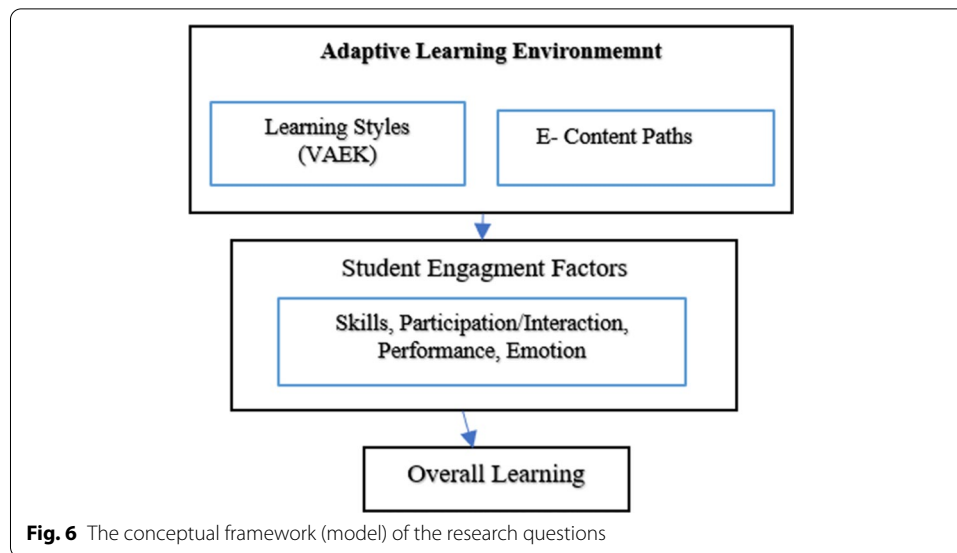 Adaptive Learning Environmemnt
Learning Styles
(VAEK)
E- Content Paths
Student Engagment Factors
Skills, Participation/Interaction,
Performance, Emotion
Overall Learning
Fig. 6 The conceptual framework (model) of the research questions